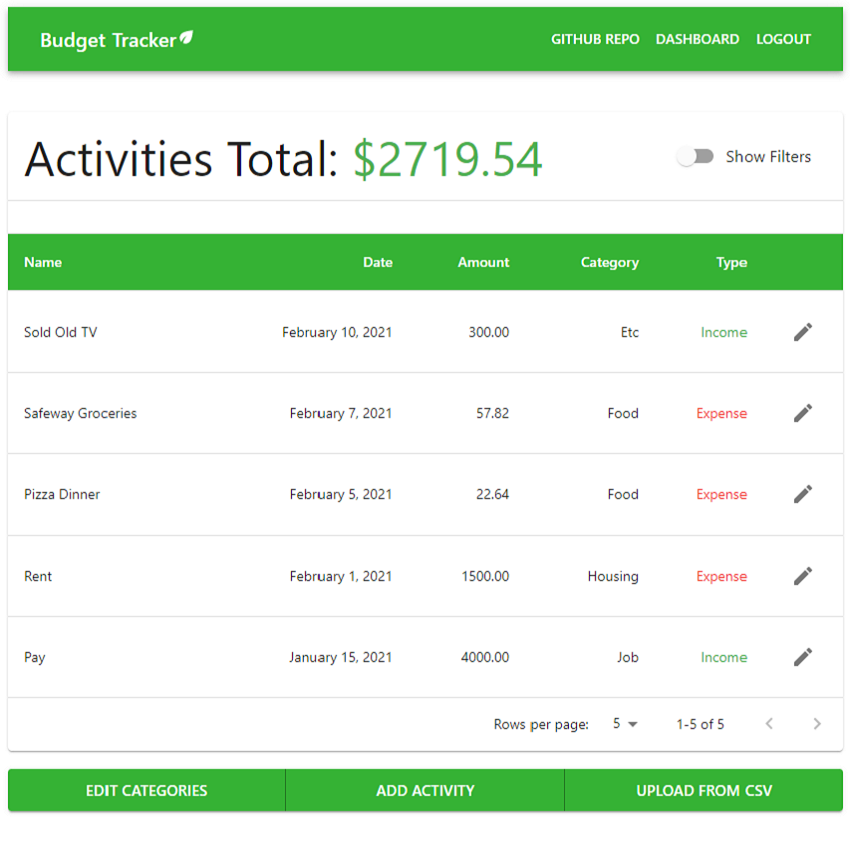 Budget Tracker GITHUB REPO DASHBOARD LOGOUT
Activities Total: $2719.54 Show Filters
Name Date Amount Category Type
Sold Old TV February 10, 2021 300.00 Etc Income
Safeway Groceries February 7, 2021 57.82 Food Expense
Pizza Dinner February 5, 2021 22.64 Food Expense
Rent February 1, 2021 1500.00 Housing Expense
Pay January 15, 2021 4000.00 Job Income
Rows per page: 5 1-5 of 5
EDIT CATEGORIES ADD ACTIVITY UPLOAD FROM CSV